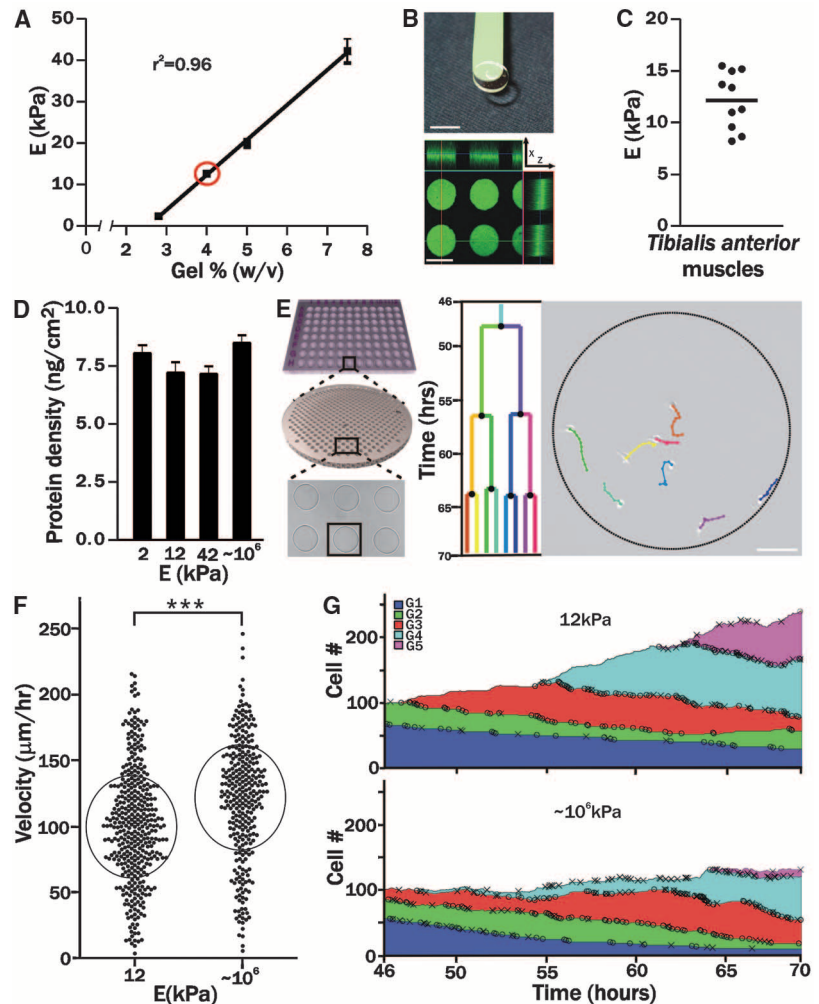 A
50
40
30
20
10
0
E (kPa)
r²=0.96
0 2 3 4 5 6 7 8
Gel % (w/v)
B
X
Z
C
20
15
10
5
0
E (kPa)
Tibialis anterior
muscles
D
10.0
7.5
5.0
2.5
0.0
Protein density (ng/cm²)
2 12 42 ~10⁶
E (kPa)
E
46
50
55
60
65
70
Time (hrs)
F
***
250
200
150
100
50
0
Velocity (µm/hr)
12 ~10⁶
E(kPa)
G
G1
G2
G3
G4
G5
12kPa
200
100
0
Cell #
~10⁶kPa
200
100
0
Cell #
46 50 55 60 65 70
Time (hours)